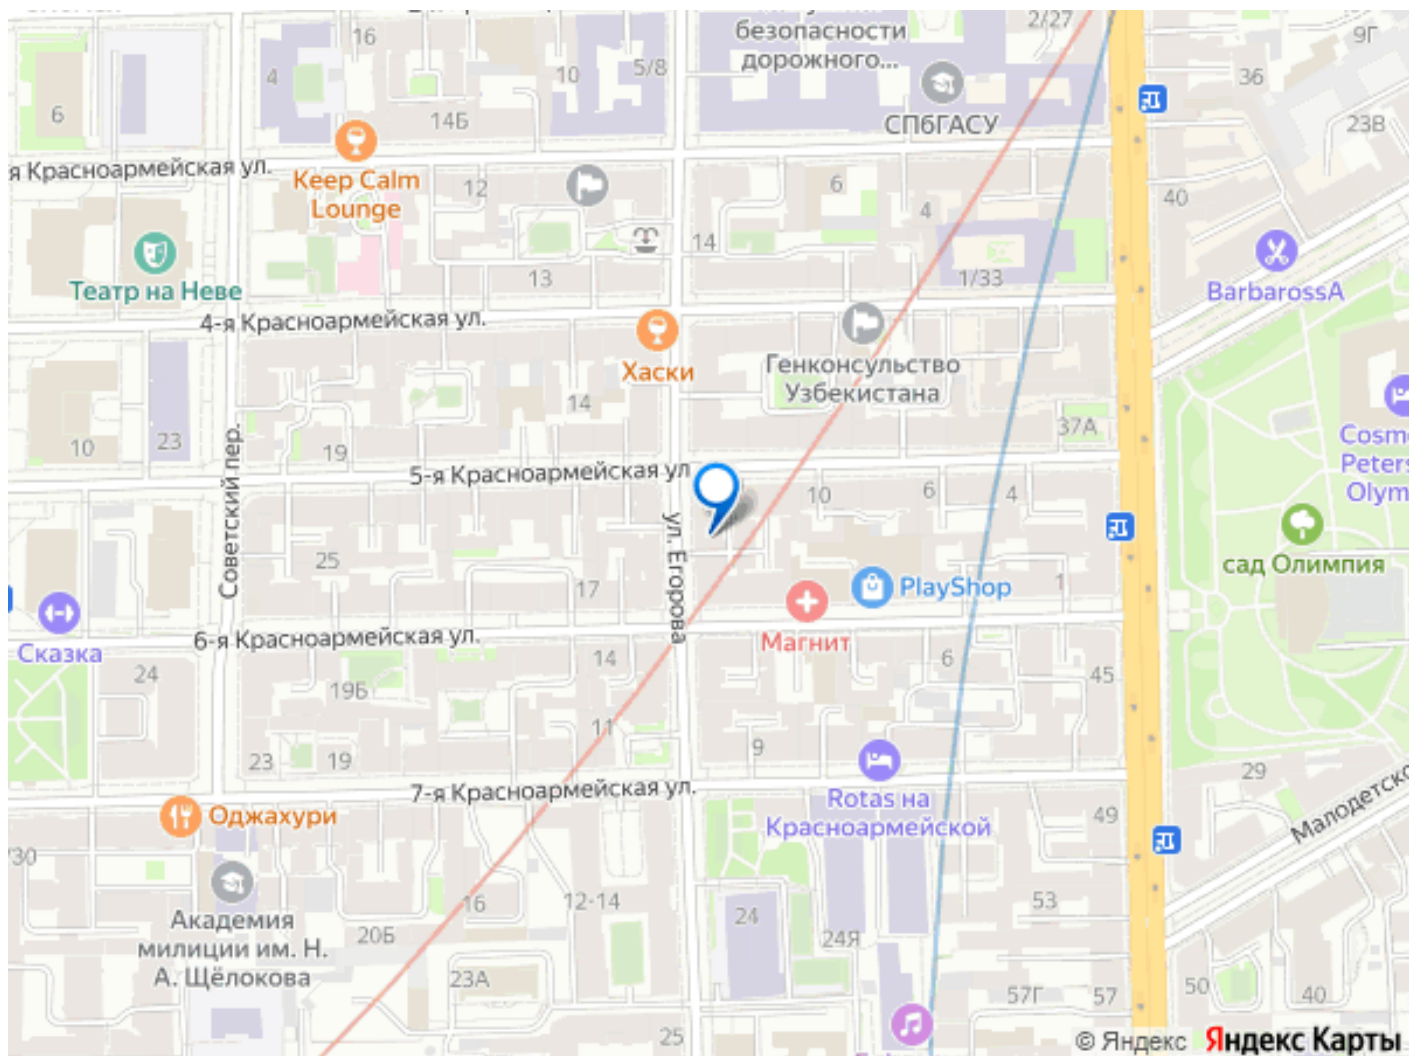 16
2/27
9Г
безопасности
дорожного...
36
4
10
5/8
6
14Б
СПбГАСУ
23В
я Красноармейская ул.
Keep Calm
Lounge
12
6
40
4
14
13
1/33
Театр на Неве
BarbarossA
4-я Красноармейская ул.
Хаски
Генконсульство
Узбекистана
14
37А
10
23
19
Cosm
Peters
Olym
Советский пер.
5-я Красноармейская ул
10
6
4
ул. Егорова
25
сад Олимпия
17
PlayShop
1
Сказка
6-я Красноармейская ул.
Магнит
24
14
6
45
19Б
11
23
19
9
29
7-я Красноармейская ул.
Rotas на
Красноармейской
Оджахури
49
Малодетско
/30
Академия
милиции им. Н.
А. Щёлокова
16
12-14
24
53
20Б
24Я
23А
57Г
57
50
40
25
© Яндекс Яндекс Карты